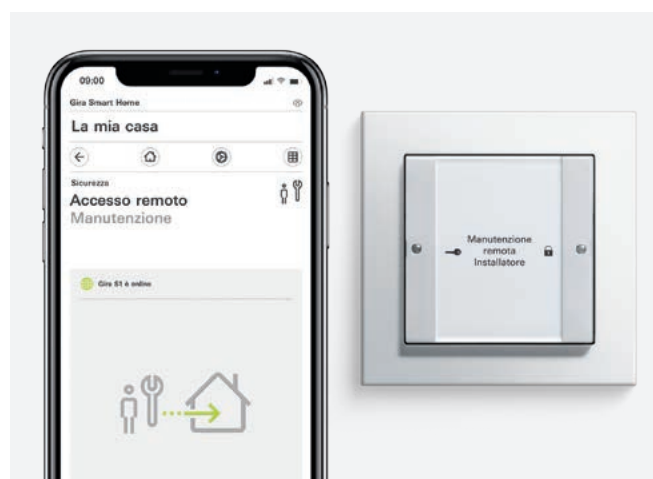 09:00
Gira Smart Home
La mia casa
Sicurezza
Accesso remoto
Manutenzione
Gira S1 è online
Manutenzione
remota
Installatore